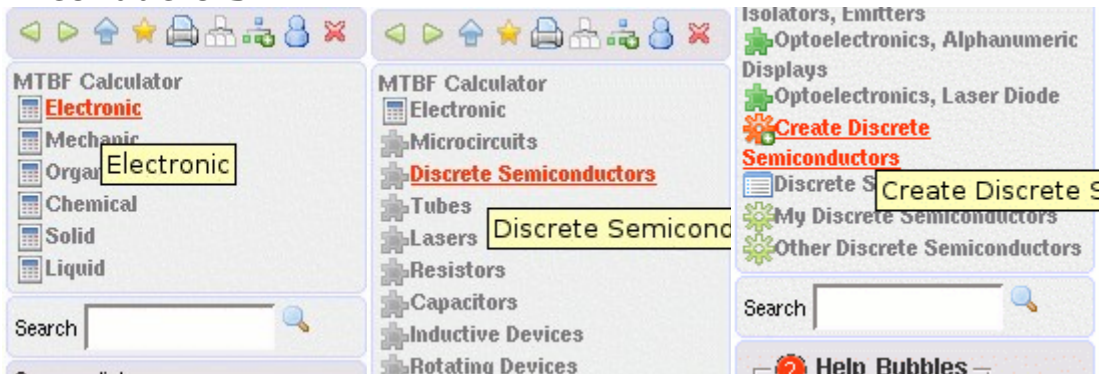 MTBF Calculator
Electronic
Mechanic
Electronic
Chemical
Solid
Liquid
Search
MTBF Calculator
Electronic
Microcircuits
Discrete Semiconductors
Tubes
Lasers
Discrete Semicond
Resistors
Capacitors
Inductive Devices
Rotating Devices
Isolators, Emitters
Optoelectronics, Alphanumeric
Displays
Optoelectronics, Laser Diode
Create Discrete
Semiconductors
Discrete S
Create Discrete S
My Discrete Semiconductors
Other Discrete Semiconductors
Search
Help Bubbles